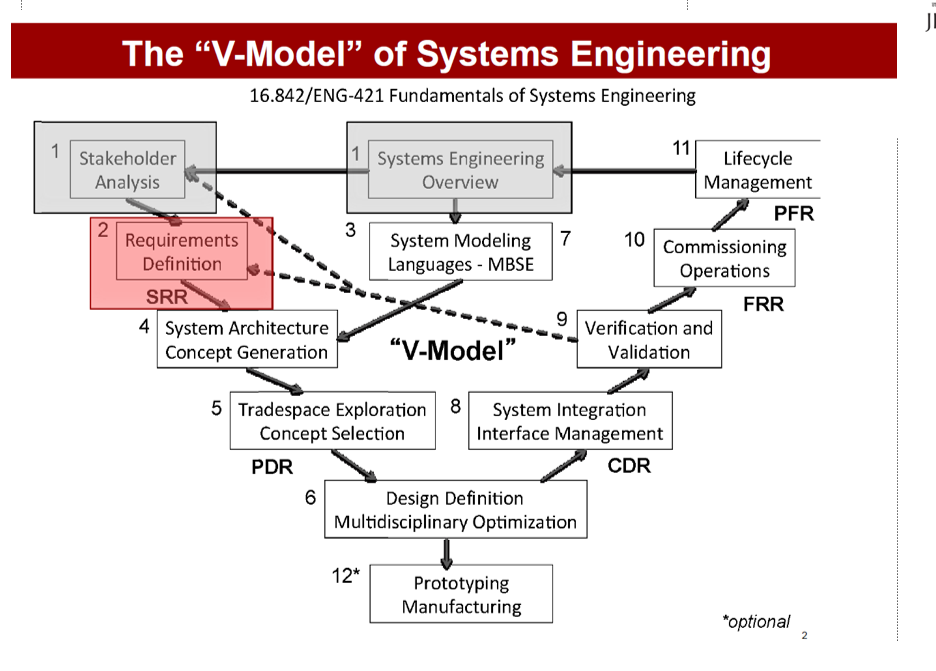 The “V-Model” of Systems Engineering
16.842/ENG-421 Fundamentals of Systems Engineering
1
Stakeholder
Analysis
1
Systems Engineering
Overview
11
Lifecycle
Management
PFR
2
Requirements
Definition
SRR
3
System Modeling
Languages - MBSE
7
10
Commissioning
Operations
FRR
4
System Architecture
Concept Generation
“V-Model”
9
Verification and
Validation
5
Tradespace Exploration
Concept Selection
PDR
8
System Integration
Interface Management
CDR
6
Design Definition
Multidisciplinary Optimization
12*
Prototyping
Manufacturing
*optional
2